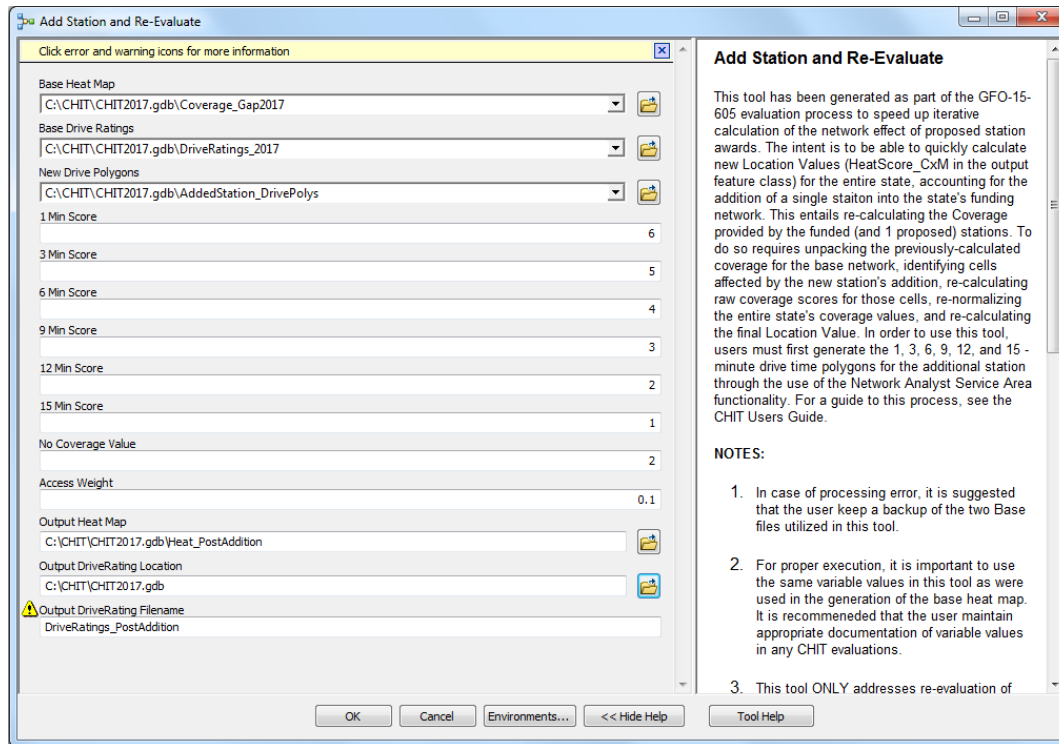 Add Station and Re-Evaluate
Click error and warning icons for more information
Base Heat Map
C:\CHIT\CHIT2017.gdb\Coverage_Gap2017
Base Drive Ratings
C:\CHIT\CHIT2017.gdb\DriveRatings_2017
New Drive Polygons
C:\CHIT\CHIT2017.gdb\AddedStation_DrivePolys
1 Min Score
6
3 Min Score
5
6 Min Score
4
9 Min Score
3
12 Min Score
2
15 Min Score
1
No Coverage Value
2
Access Weight
0.1
Output Heat Map
C:\CHIT\CHIT2017.gdb\Heat_PostAddition
Output DriveRating Location
C:\CHIT\CHIT2017.gdb
Output DriveRating Filename
DriveRatings_PostAddition
Add Station and Re-Evaluate
This tool has been generated as part of the GFO-15-
605 evaluation process to speed up iterative
calculation of the network effect of proposed station
awards. The intent is to be able to quickly calculate
new Location Values (HeatScore_CxM in the output
feature class) for the entire state, accounting for the
addition of a single staiton into the state's funding
network. This entails re-calculating the Coverage
provided by the funded (and 1 proposed) stations. To
do so requires unpacking the previously-calculated
coverage for the base network, identifying cells
affected by the new station's addition, re-calculating
raw coverage scores for those cells, re-normalizing
the entire state's coverage values, and re-calculating
the final Location Value. In order to use this tool,
users must first generate the 1, 3, 6, 9, 12, and 15 -
minute drive time polygons for the additional station
through the use of the Network Analyst Service Area
functionality. For a guide to this process, see the
CHIT Users Guide.
NOTES:
1. In case of processing error, it is suggested
that the user keep a backup of the two Base
files utilized in this tool.
2. For proper execution, it is important to use
the same variable values in this tool as were
used in the generation of the base heat map.
It is recommeneded that the user maintain
appropriate documentation of variable values
in any CHIT evaluations.
3. This tool ONLY addresses re-evaluation of
OK
Cancel
Environments...
<< Hide Help
Tool Help